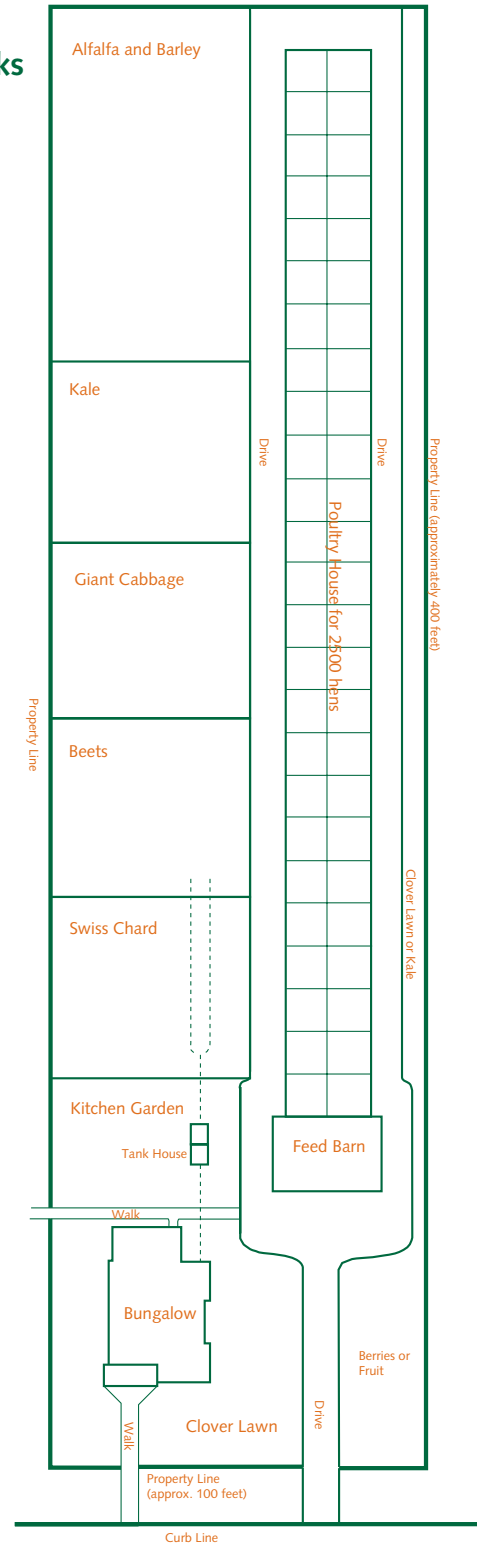 ks
Alfalfa and Barley
Kale
Drive
Drive
Property Line (approximately 400 feet)
Poultry House for 2500 hens
Giant Cabbage
Property Line
Beets
Clover Lawn or Kale
Swiss Chard
Kitchen Garden
Tank House
Feed Barn
Walk
Bungalow
Berries or
Fruit
Drive
Walk
Clover Lawn
Property Line
(approx. 100 feet)
Curb Line